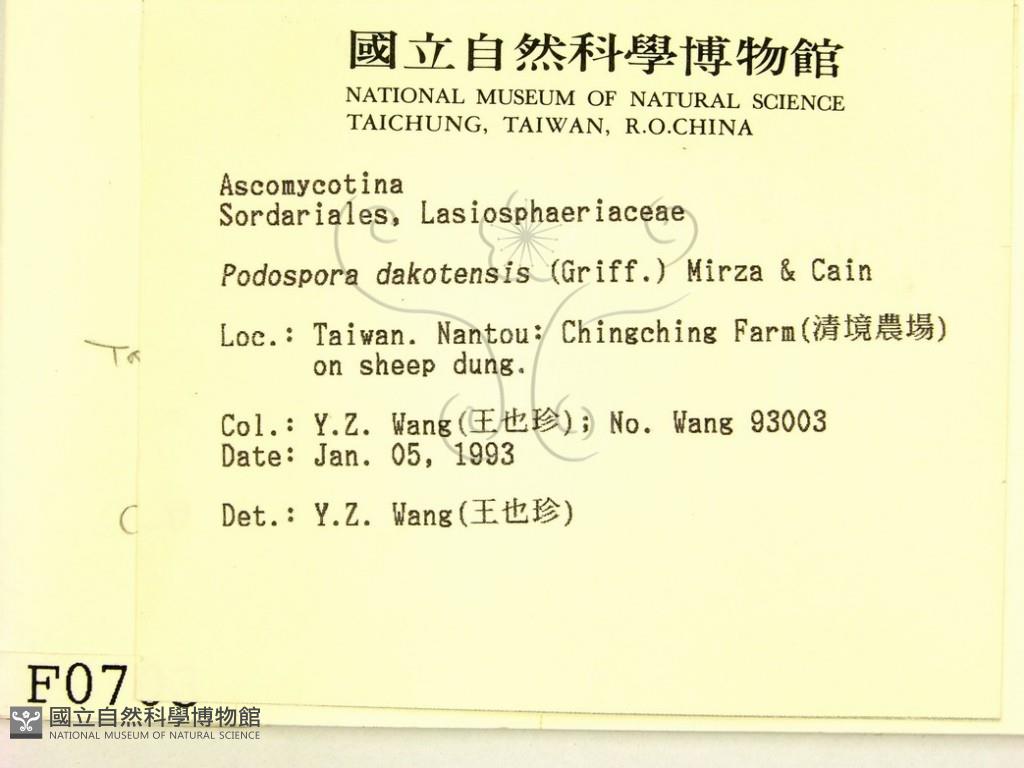 國立自然科學博物館
NATIONAL MUSEUM OF NATURAL SCIENCE
TAICHUNG, TAIWAN, R.O.CHINA
Ascomycotina
Sordariales, Lasiosphaeriaceae
Podospora dakotensis (Griff.) Mirza & Cain
Loc.: Taiwan. Nantou: Chingching Farm(清境農場)
on sheep dung.
Col.: Y.Z. Wang(王也珍); No. Wang 93003
Date: Jan. 05, 1993
Det.: Y.Z. Wang(王也珍)
F07
國立自然科學博物館
NATIONAL MUSEUM OF NATURAL SCIENCE